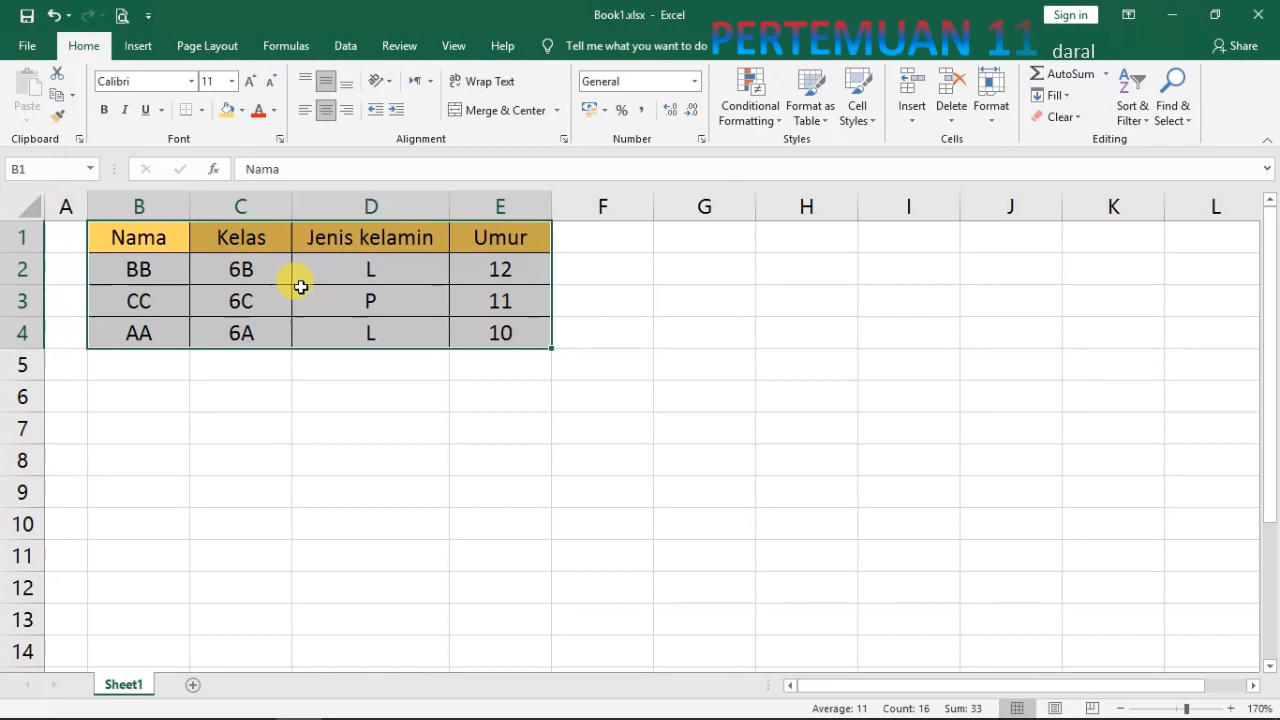 Book1.xlsx - Excel
Sign in
PERTEMUAN 11
daral
File Home Insert Page Layout Formulas Data Review View Help Tell me what you want to do Share
Paste
Clipboard
Calibri 11
B I U
Font
Wrap Text
Merge & Center
Alignment
General
Number
Conditional Formatting
Format as Table
Cell Styles
Styles
Insert Delete Format
Cells
AutoSum
Fill
Clear
Sort & Filter
Find & Select
Editing
B1 fx Nama
A B C D E F G H I J K L
1 Nama Kelas Jenis kelamin Umur
2 BB 6B L 12
3 CC 6C P 11
4 AA 6A L 10
5
6
7
8
9
10
11
12
13
14
Sheet1
Average: 11 Count: 16 Sum: 33 170%